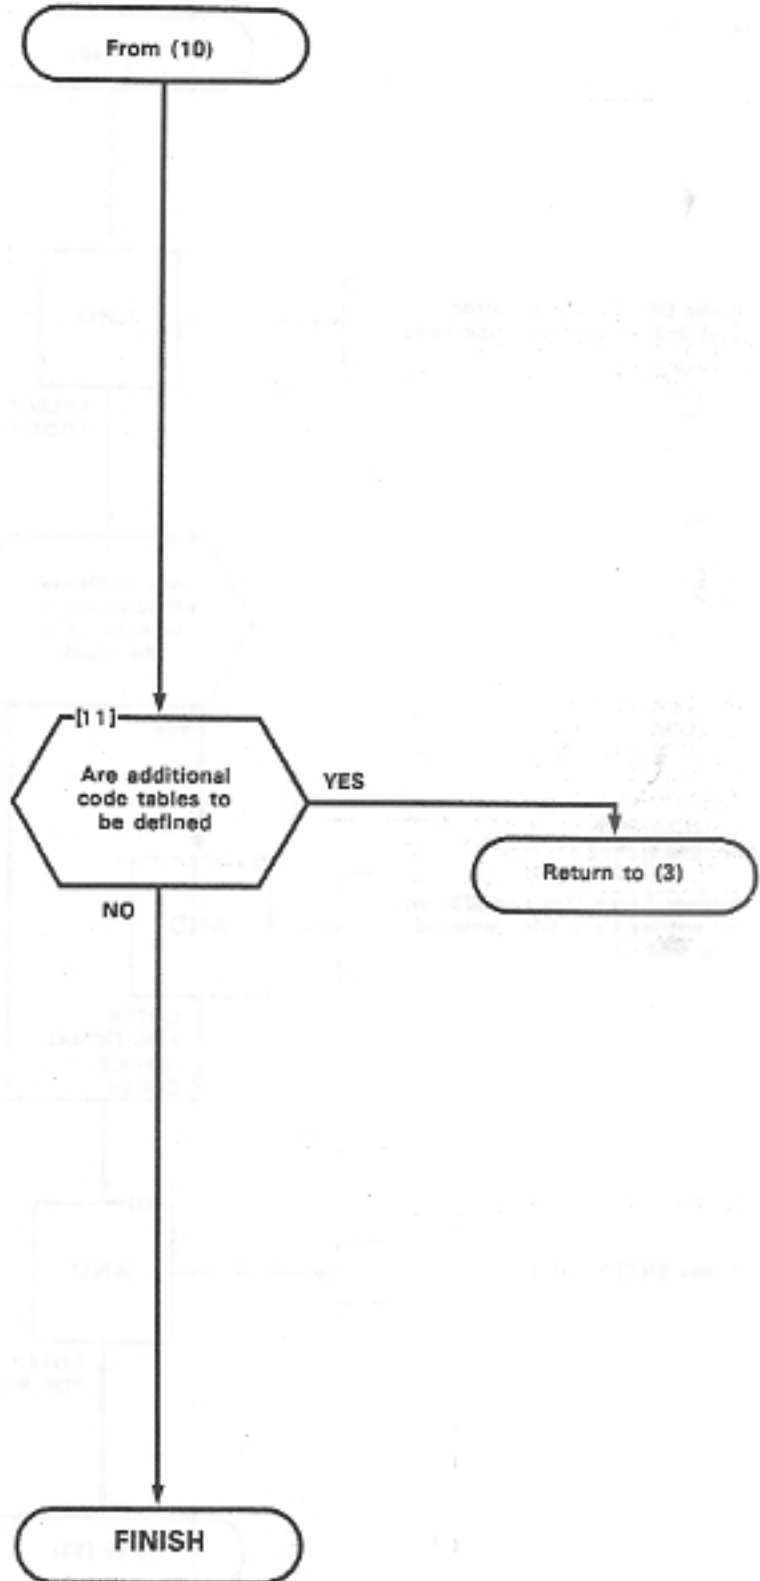 From (10)
[11]
Are additional
code tables to
be defined
YES
Return to (3)
NO
FINISH